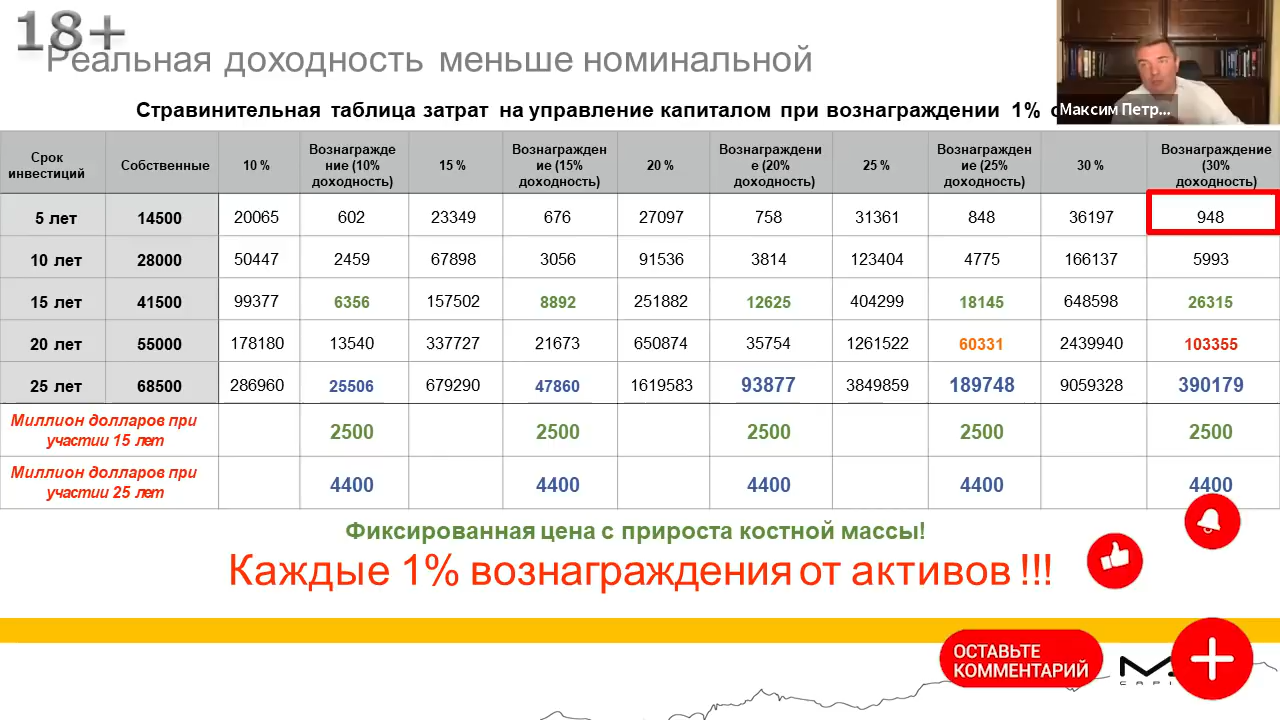 18+
Реальная доходность меньше номинальной
Максим Петр...
Стравинительная таблица затрат на управление капиталом при вознаграждении 1%
Срок инвестиций Собственные 10 % Вознаграждение (10% доходность) 15 % Вознаграждение (15% доходность) 20 % Вознаграждение (20% доходность) 25 % Вознаграждение (25% доходность) 30 % Вознаграждение (30% доходность)
5 лет 14500 20065 602 23349 676 27097 758 31361 848 36197 948
10 лет 28000 50447 2459 67898 3056 91536 3814 123404 4775 166137 5993
15 лет 41500 99377 6356 157502 8892 251882 12625 404299 18145 648598 26315
20 лет 55000 178180 13540 337727 21673 650874 35754 1261522 60331 2439940 103355
25 лет 68500 286960 25506 679290 47860 1619583 93877 3849859 189748 9059328 390179
Миллион долларов при участии 15 лет 2500 2500 2500 2500 2500
Миллион долларов при участии 25 лет 4400 4400 4400 4400 4400
Фиксированная цена с прироста костной массы!
Каждые 1% вознаграждения от активов !!!
ОСТАВЬТЕ
КОММЕНТАРИЙ